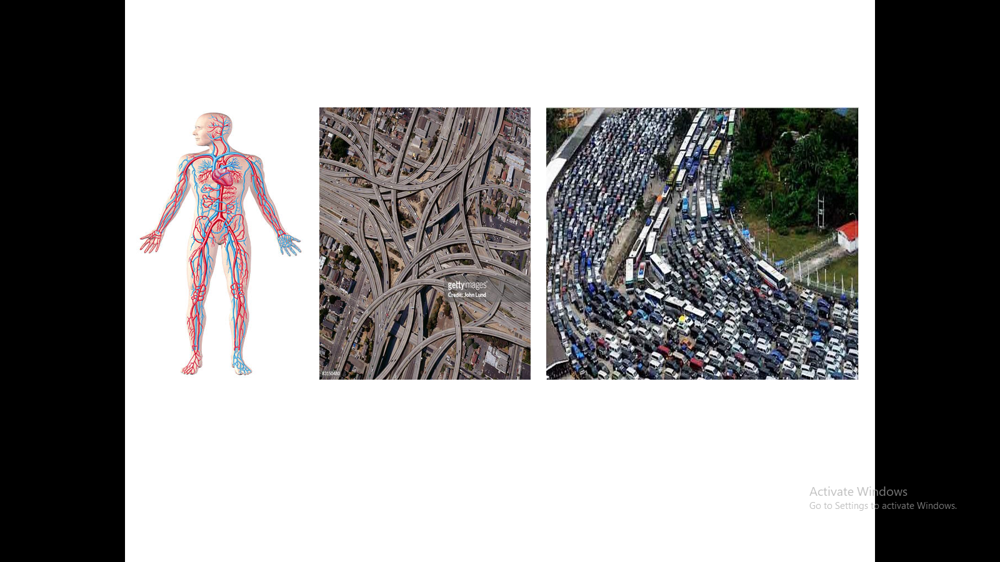 gettyimages
Credit: John Lund
83150480
Activate Windows
Go to Settings to activate Windows.